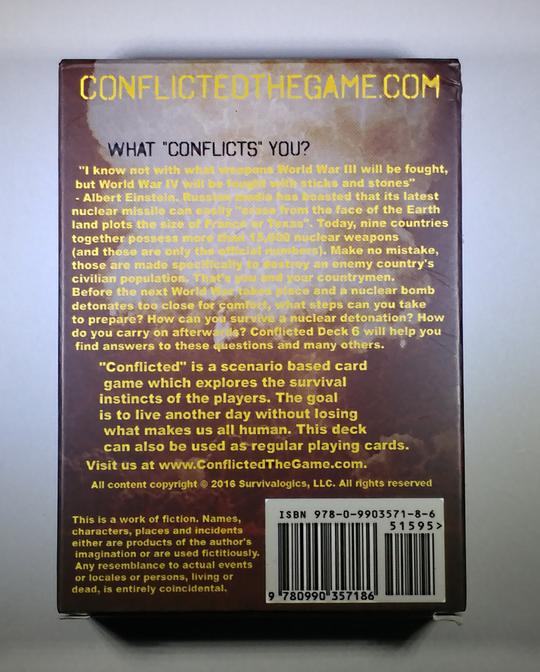 CONFLICTEDTHEGAME.COM
WHAT "CONFLICTS" YOU?
"I know not with what weapons World War III will be fought,
but World War IV will be fought with sticks and stones"
- Albert Einstein. Russian media has boasted that its latest
nuclear missile can easily "erase from the face of the Earth
land plots the size of France or Texas". Today, nine countries
together possess more than 15,000 nuclear weapons
(and those are only the official numbers). Make no mistake,
those are made specifically to destroy an enemy country's
civilian population. That's you and your countrymen.
Before the next World War takes place and a nuclear bomb
detonates too close for comfort, what steps can you take
to prepare? How can you survive a nuclear detonation? How
do you carry on afterwards? Conflicted Deck 6 will help you
find answers to these questions and many others.
"Conflicted" is a scenario based card
game which explores the survival
instincts of the players. The goal
is to live another day without losing
what makes us all human. This deck
can also be used as regular playing cards.
Visit us at www.ConflictedTheGame.com.
All content copyright © 2016 Survivalogics, LLC. All rights reserved
This is a work of fiction. Names,
characters, places and incidents
either are products of the author's
imagination or are used fictitiously.
Any resemblance to actual events
or locales or persons, living or
dead, is entirely coincidental.
ISBN 978-0-9903571-8-6
51595>
9 780990 357186